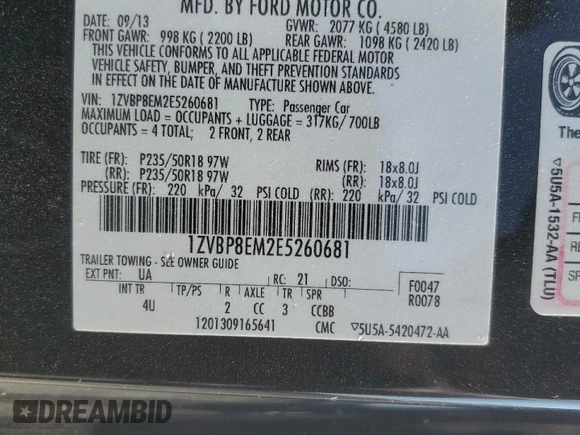 MFD. BY FORD MOTOR CO.
DATE: 09/13
GVWR: 2077 KG ( 4580 LB)
FRONT GAWR: 998 KG ( 2200 LB)
REAR GAWR: 1098 KG ( 2420 LB)
THIS VEHICLE CONFORMS TO ALL APPLICABLE FEDERAL MOTOR
VEHICLE SAFETY, BUMPER, AND THEFT PREVENTION STANDARDS
IN EFFECT ON THE DATE OF MANUFACTURE SHOWN ABOVE.
VIN: 1ZVBP8EM2E5260681 TYPE: Passenger Car
MAXIMUM LOAD = OCCUPANTS + LUGGAGE = 317KG/ 700LB
OCCUPANTS = 4 TOTAL; 2 FRONT, 2 REAR
TIRE (FR): P235/50R18 97W RIMS (FR): 18x8.0J
(RR): P235/50R18 97W (RR): 18x8.0J
PRESSURE (FR): 220 kPa/ 32 PSI COLD (RR): 220 kPa/ 32 PSI COLD
1ZVBP8EM2E5260681
TRAILER TOWING - SEE OWNER GUIDE
EXT PNT: UA RC: 21 DSO: F0047
INT TR TP/PS R AXLE TR SPR R0078
4U 2 CC 3 CCBB
1201309165641 CMC ▽5U5A-5420472-AA
The
▽5U5A-1532-AA (TLU)
RE
SP
DREAMBID